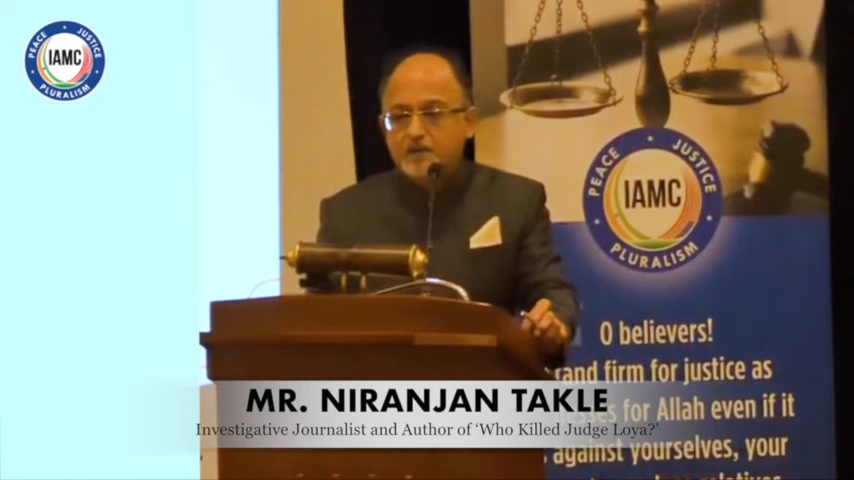 PEACE JUSTICE
IAMC
PLURALISM
PEACE JUSTICE
IAMC
PLURALISM
O believers!
and firm for justice as
for Allah even if it
against yourselves, your
MR. NIRANJAN TAKLE
Investigative Journalist and Author of ‘Who Killed Judge Loya?’